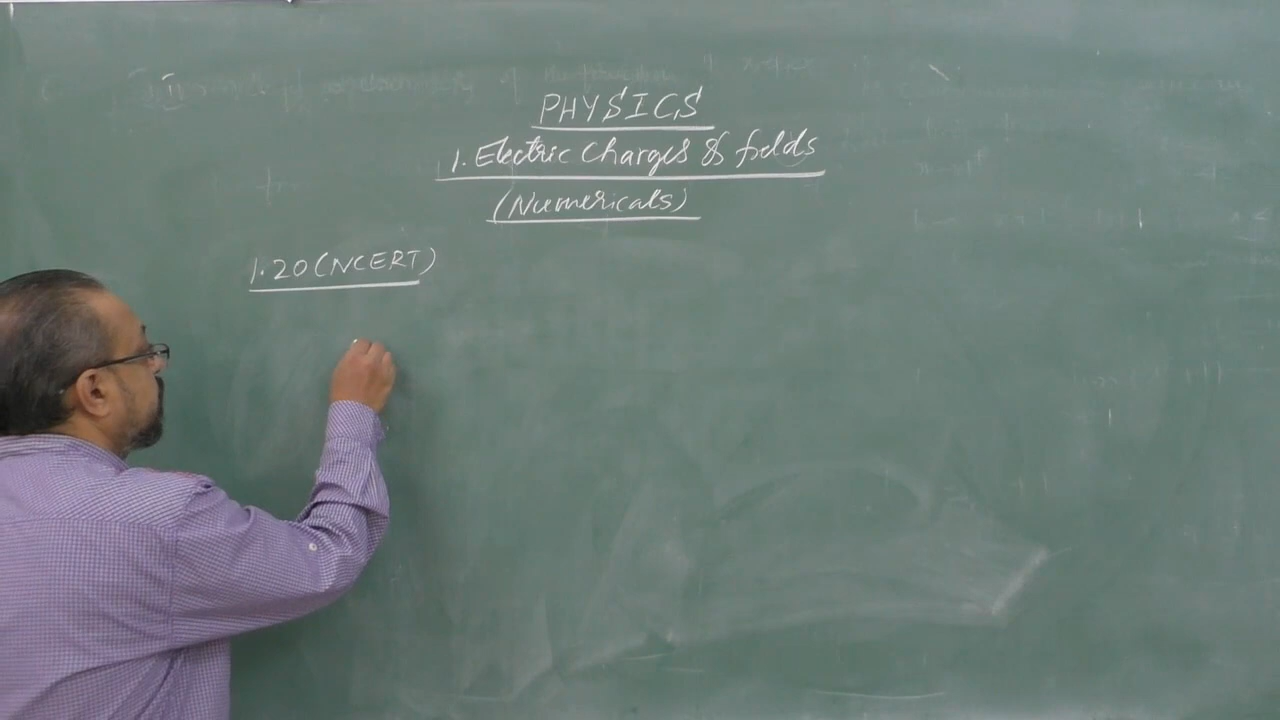 PHYSICS
1. Electric Charges & fields
(Numericals)
1.20 (NCERT)